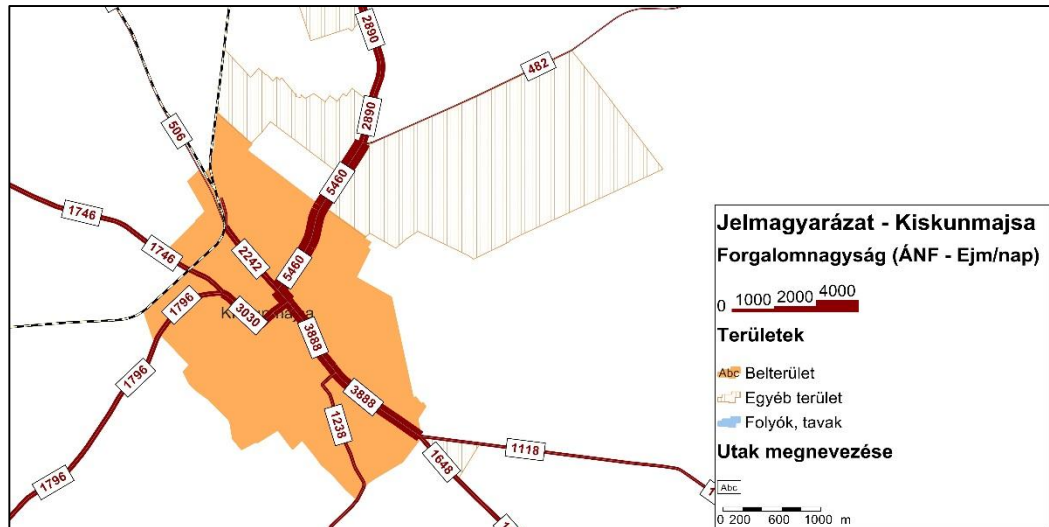 2890
482
2890
506
5460
1746
1746
2242
5460
1796
3030
Kiskunmajsa
3888
1796
3888
1238
1118
1648
1796
Jelmagyarázat - Kiskunmajsa
Forgalomnagyság (ÁNF - Ejm/nap)
0 1000 2000 4000
Területek
Abc Belterület
Egyéb terület
Folyók, tavak
Utak megnevezése
Abc
0 200 600 1000 m